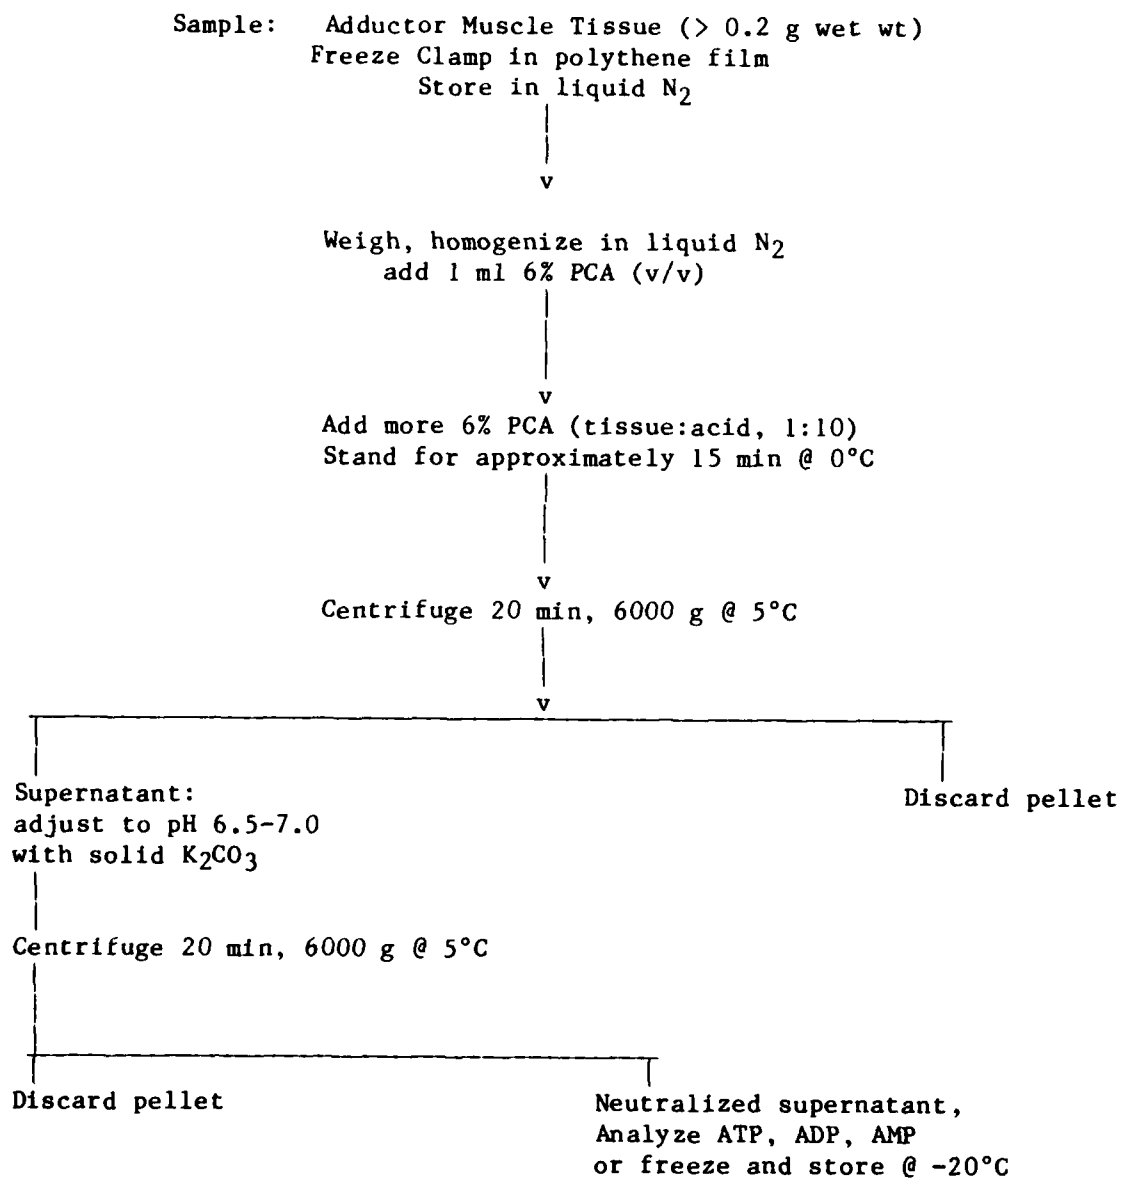 Sample: Adductor Muscle Tissue (> 0.2 g wet wt)
Freeze Clamp in polythene film
Store in liquid N2
v
Weigh, homogenize in liquid N2
add 1 ml 6% PCA (v/v)
v
Add more 6% PCA (tissue:acid, 1:10)
Stand for approximately 15 min @ 0°C
v
Centrifuge 20 min, 6000 g @ 5°C
v
Supernatant:
adjust to pH 6.5-7.0
with solid K2CO3
Discard pellet
Centrifuge 20 min, 6000 g @ 5°C
Discard pellet
Neutralized supernatant,
Analyze ATP, ADP, AMP
or freeze and store @ -20°C